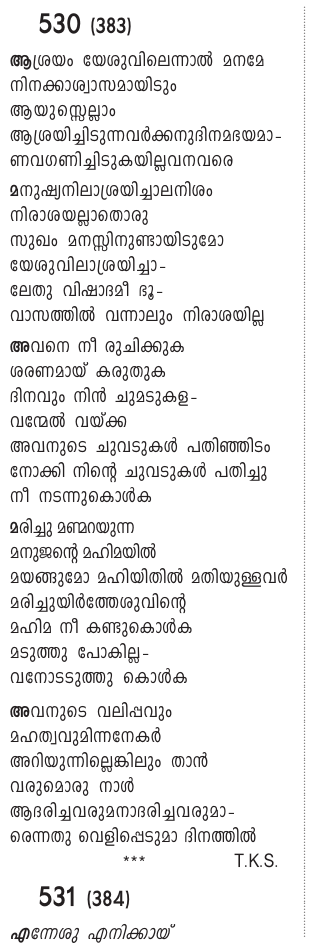 530 (383)
ആശ്രയം യേശുവിലെന്നാൽ മനമേ
നിനക്കാശ്വാസമായിടും
ആയുസ്സെല്ലാം
ആശ്രയിച്ചിടുന്നവർക്കനുദിനമഭയമാ-
ണവഗണിച്ചിടുകയില്ലവനവരെ
മനുഷ്യനിലാശ്രയിച്ചാലനിശം
നിരാശയല്ലാതൊരു
സുഖം മനസ്സിനുണ്ടായിടുമോ
യേശുവിലാശ്രയിച്ചാ-
ലേതു വിഷാദമീ ഭൂ-
വാസത്തിൽ വന്നാലും നിരാശയില്ല
അവനെ നീ രുചിക്കുക
ശരണമായ് കരുതുക
ദിനവും നിൻ ചുമടുകള-
വന്മേൽ വയ്ക്ക
അവനുടെ ചുവടുകൾ പതിഞ്ഞിടം
നോക്കി നിന്റെ ചുവടുകൾ പതിച്ചു
നീ നടന്നുകൊൾക
മരിച്ചു മണ്മറയുന്ന
മനുജന്റെ മഹിമയിൽ
മയങ്ങുമോ മഹിയിതിൽ മതിയുള്ളവർ
മരിച്ചുയിർത്തേശുവിന്റെ
മഹിമ നീ കണ്ടുകൊൾക
മടുത്തു പോകില്ല-
വനോടടുത്തു കൊൾക
അവനുടെ വലിപ്പവും
മഹത്വവുമിന്നനേകർ
അറിയുന്നില്ലെങ്കിലും താൻ
വരുമൊരു നാൾ
ആദരിച്ചവരുമനാദരിച്ചവരുമാ-
രെന്നതു വെളിപ്പെടുമാ ദിനത്തിൽ
*** T.K.S.
531 (384)
എന്നേശു എനിക്കായ്